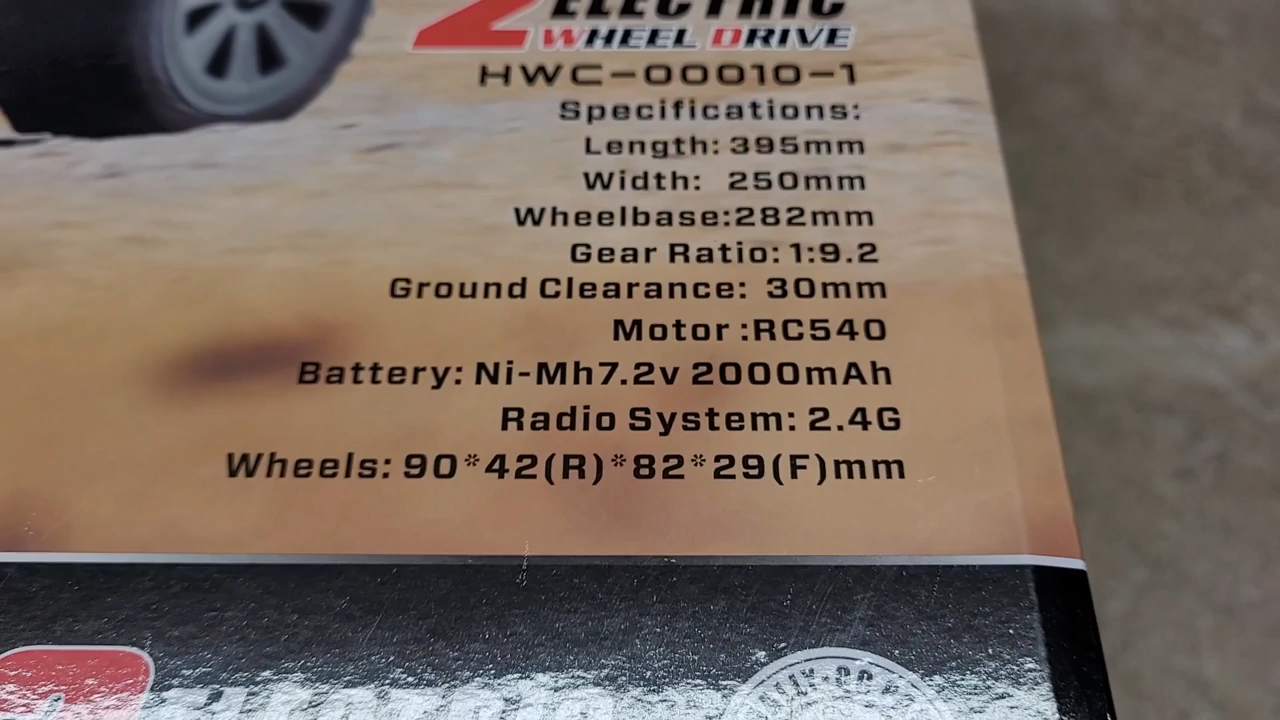 2 ELECTRIC
WHEEL DRIVE
HWC-00010-1
Specifications:
Length: 395mm
Width: 250mm
Wheelbase:282mm
Gear Ratio: 1:9.2
Ground Clearance: 30mm
Motor :RC540
Battery: Ni-Mh7.2v 2000mAh
Radio System: 2.4G
Wheels: 90*42(R)*82*29(F)mm